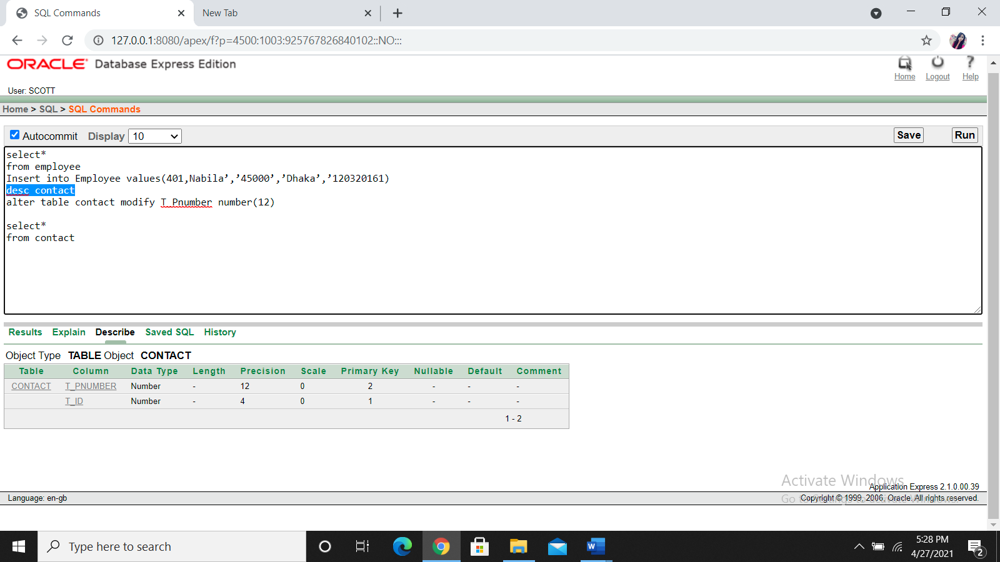 SQL Commands
New Tab
127.0.0.1:8080/apex/f?p=4500:1003:925767826840102::NO:::
ORACLE Database Express Edition
Home Logout Help
User: SCOTT
Home > SQL > SQL Commands
Autocommit Display 10 Save Run
select*
from employee
Insert into Employee values(401,Nabila’,’45000’,’Dhaka’,’120320161)
desc contact
alter table contact modify T_Pnumber number(12)
select*
from contact
Results Explain Describe Saved SQL History
Object Type TABLE Object CONTACT
Table Column Data Type Length Precision Scale Primary Key Nullable Default Comment
CONTACT T_PNUMBER Number - 12 0 2 - - -
T_ID Number - 4 0 1 - - -
1 - 2
Activate Windows
Application Express 2.1.0.00.39
Go to Settings to activate Windows.
Language: en-gb Copyright © 1999, 2006, Oracle. All rights reserved.
Type here to search
5:28 PM
4/27/2021
2